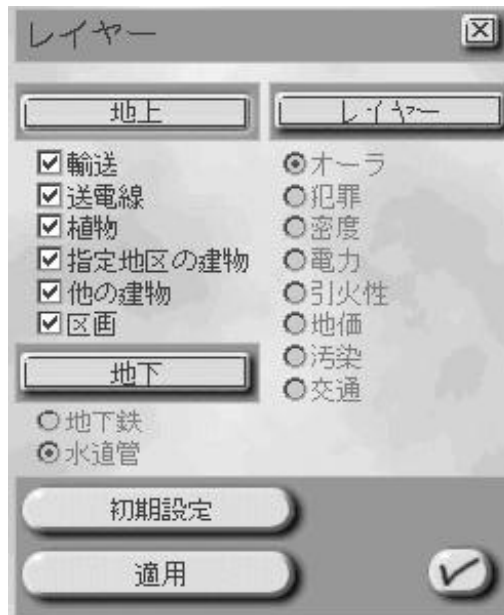 レイヤー
地上
輸送
送電線
植物
指定地区の建物
他の建物
区画
地下
地下鉄
水道管
レイヤー
オーラ
犯罪
密度
電力
引火性
地価
汚染
交通
初期設定
適用